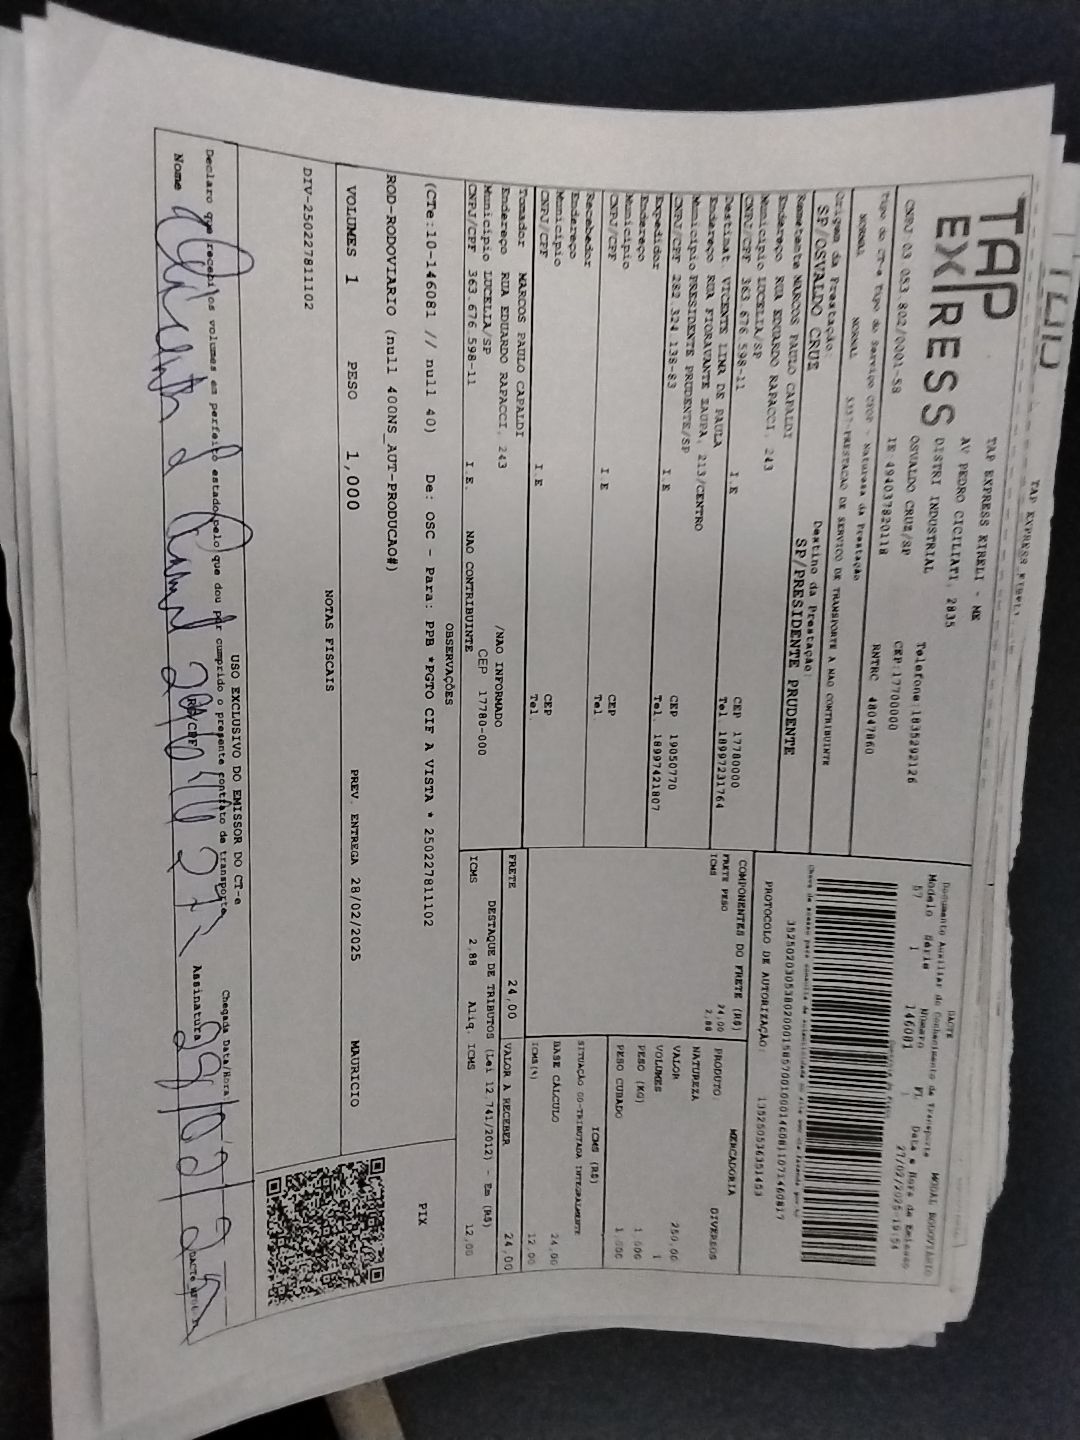 TAP EXPRESS
TAP EXPRESS EIRELI - ME
AV PEDRO CICILIATI, 2835
DISTRI INDUSTRIAL
OSVALDO CRUZ/SP
Telefone: 1835292126
CEP: 17700000
CNPJ 03.053.802/0001-58
IE: 494037820118
RNTRC 48047860
DACTE
MODAL RODOVIÁRIO
Documento Auxiliar do Conhecimento de Transporte
Modelo Série Número FL Data e Hora de Emissao
57 1 146081 27/02/2025-19:54
Tipo do CT-e Tipo do Serviço CFOP - Natureza da Prestação
NORMAL NORMAL 5357-PRESTACAO DE SERVICO DE TRANSPORTE A NAO CONTRIBUINTE
Origem da Prestação: Destino da Prestação:
SP/OSVALDO CRUZ SP/PRESIDENTE PRUDENTE
PROTOCOLO DE AUTORIZAÇÃO:
Remetente MARCOS PAULO CAPALDI
Endereço RUA EDUARDO RAPACCI, 243
Município LUCELIA/SP CEP 17780000
CNPJ/CPF 363.676.598-11 I.E Tel. 18997231764
Destinat. VICENTE LIMA DE PAULA
Endereço RUA FIORAVANTE ZAUPA, 213/CENTRO
Município PRESIDENTE PRUDENTE/SP CEP 19050770
CNPJ/CPF 282.324.138-83 I.E Tel. 18997421807
Expedidor
Endereço
Município CEP
CNPJ/CPF I.E Tel
Recebedor
Endereço
Município CEP
CNPJ/CPF I.E Tel.
Tomador MARCOS PAULO CAPALDI
Endereço RUA EDUARDO RAPACCI, 243 /NAO INFORMADO
Município LUCELIA/SP CEP 17780-000
CNPJ/CPF 363.676.598-11 I.E. NAO CONTRIBUINTE
COMPONENTES DO FRETE (R$)
FRETE PESO 24,00
ICMS 2,88
PRODUTO: MERCADORIA
NATUREZA DIVERSOS
VALOR 250,00
VOLUMES 1
PESO (KG) 1,000
PESO CUBADO 1,000
ICMS (R$)
SITUAÇÃO 00-TRIBUTADA INTEGRALMENTE
BASE CÁLCULO 24,00
ICMS(%) 12,00
FRETE 24,00 VALOR A RECEBER 24,00
DESTAQUE DE TRIBUTOS (Lei 12.741/2012) - Em (R$)
ICMS 2,88 Aliq. ICMS 12,00
OBSERVAÇÕES
(CTe:10-146081 // null 40) De: OSC - Para: PPB *PGTO CIF A VISTA * 250227811102
ROD-RODOVIARIO (null 400NS_AUT-PRODUCAO#)
PIX
VOLUMES 1 PESO 1,000 PREV. ENTREGA 28/02/2025 MAURICIO
NOTAS FISCAIS
DIV-250227811102
USO EXCLUSIVO DO EMISSOR DO CT-e
Declaro que recebi os volumes em perfeito estado pelo que dou por cumprido o presente contrato de transporte
Chegada Data/Hora
Nome RG/CPF Assinatura